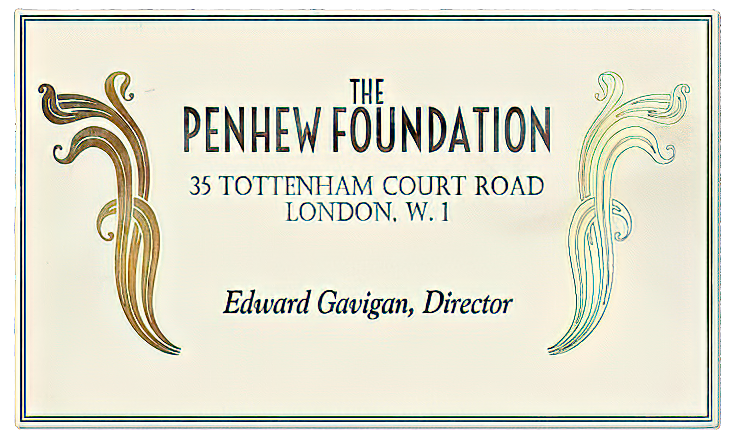 THE
PENHEW FOUNDATION
35 TOTTENHAM COURT ROAD
LONDON, W. 1
Edward Gavigan, Director